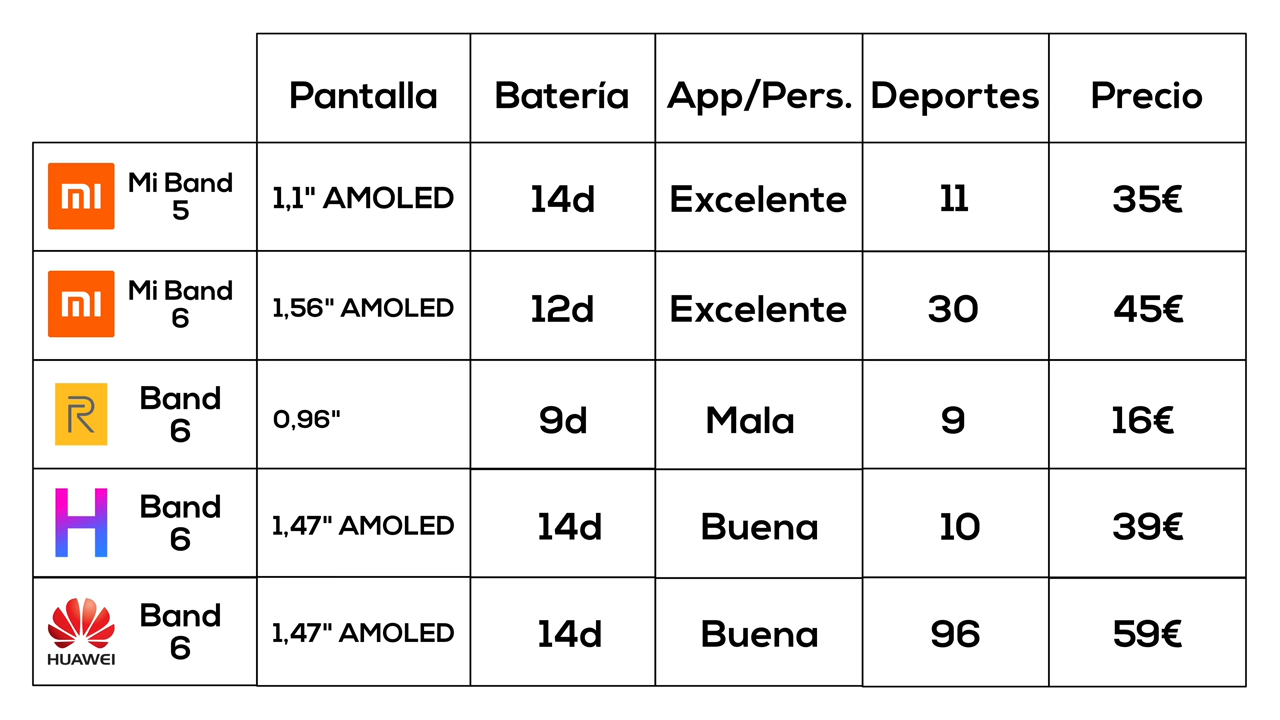 Pantalla Batería App/Pers. Deportes Precio
mi Mi Band 5 1,1" AMOLED 14d Excelente 11 35€
mi Mi Band 6 1,56" AMOLED 12d Excelente 30 45€
R Band 6 0,96" 9d Mala 9 16€
H Band 6 1,47" AMOLED 14d Buena 10 39€
HUAWEI Band 6 1,47" AMOLED 14d Buena 96 59€